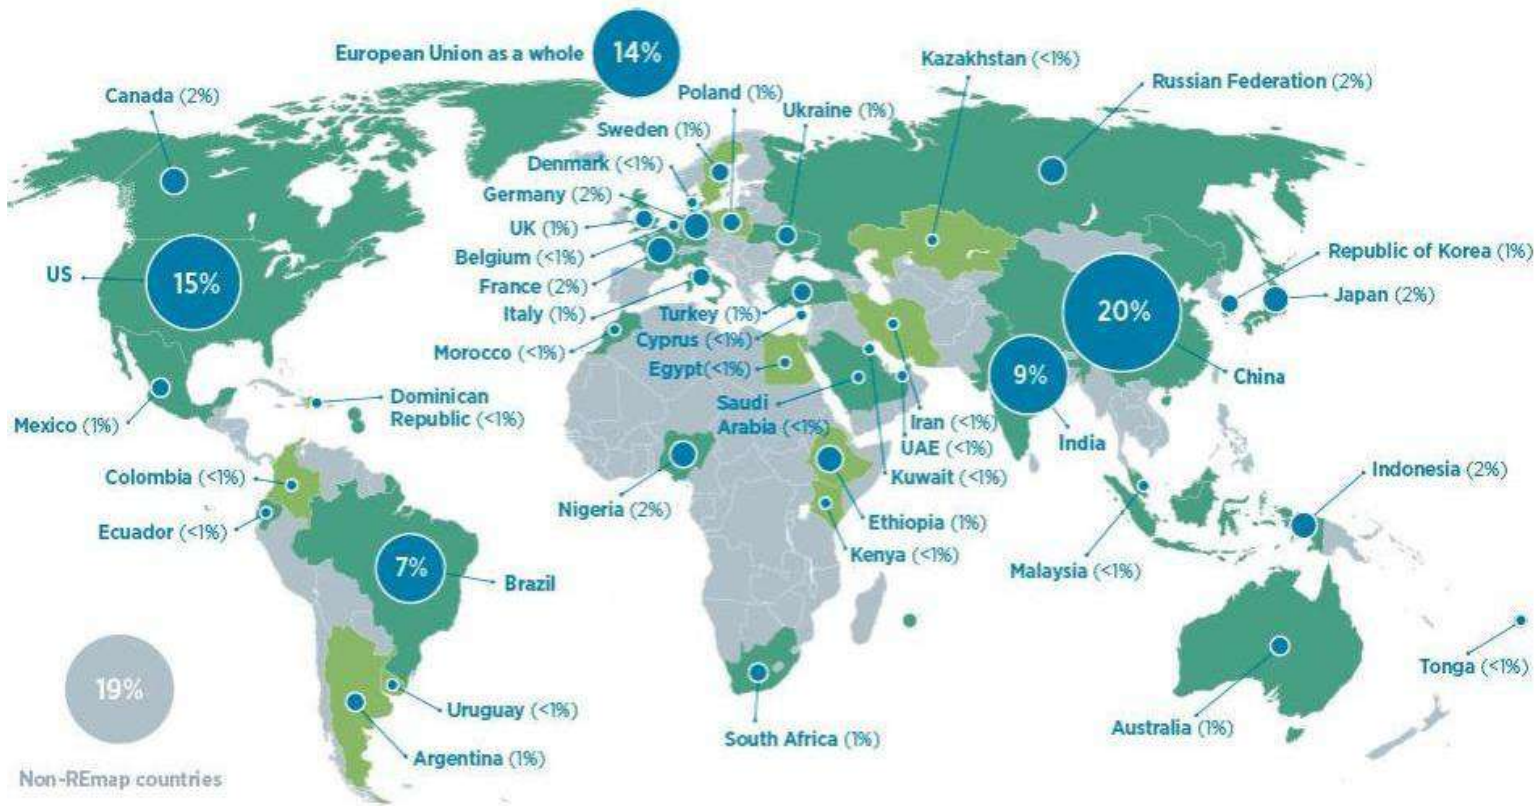 European Union as a whole
14%
Kazakhstan (<1%)
Russian Federation (2%)
Canada (2%)
Poland (1%)
Ukraine (1%)
Sweden (1%)
Denmark (<1%)
Germany (2%)
UK (1%)
Belgium (<1%)
France (2%)
Italy (1%)
Turkey (1%)
Cyprus (<1%)
Morocco (<1%)
Egypt(<1%)
US
15%
20%
China
9%
India
Republic of Korea (1%)
Japan (2%)
Mexico (1%)
Dominican
Republic (<1%)
Saudi
Arabia (<1%)
Iran (<1%)
UAE (<1%)
Kuwait (<1%)
Colombia (<1%)
Ecuador (<1%)
Nigeria (2%)
Ethiopia (1%)
Kenya (<1%)
Indonesia (2%)
Malaysia (<1%)
7%
Brazil
19%
Non-REmap countries
Uruguay (<1%)
Argentina (1%)
South Africa (1%)
Australia (1%)
Tonga (<1%)